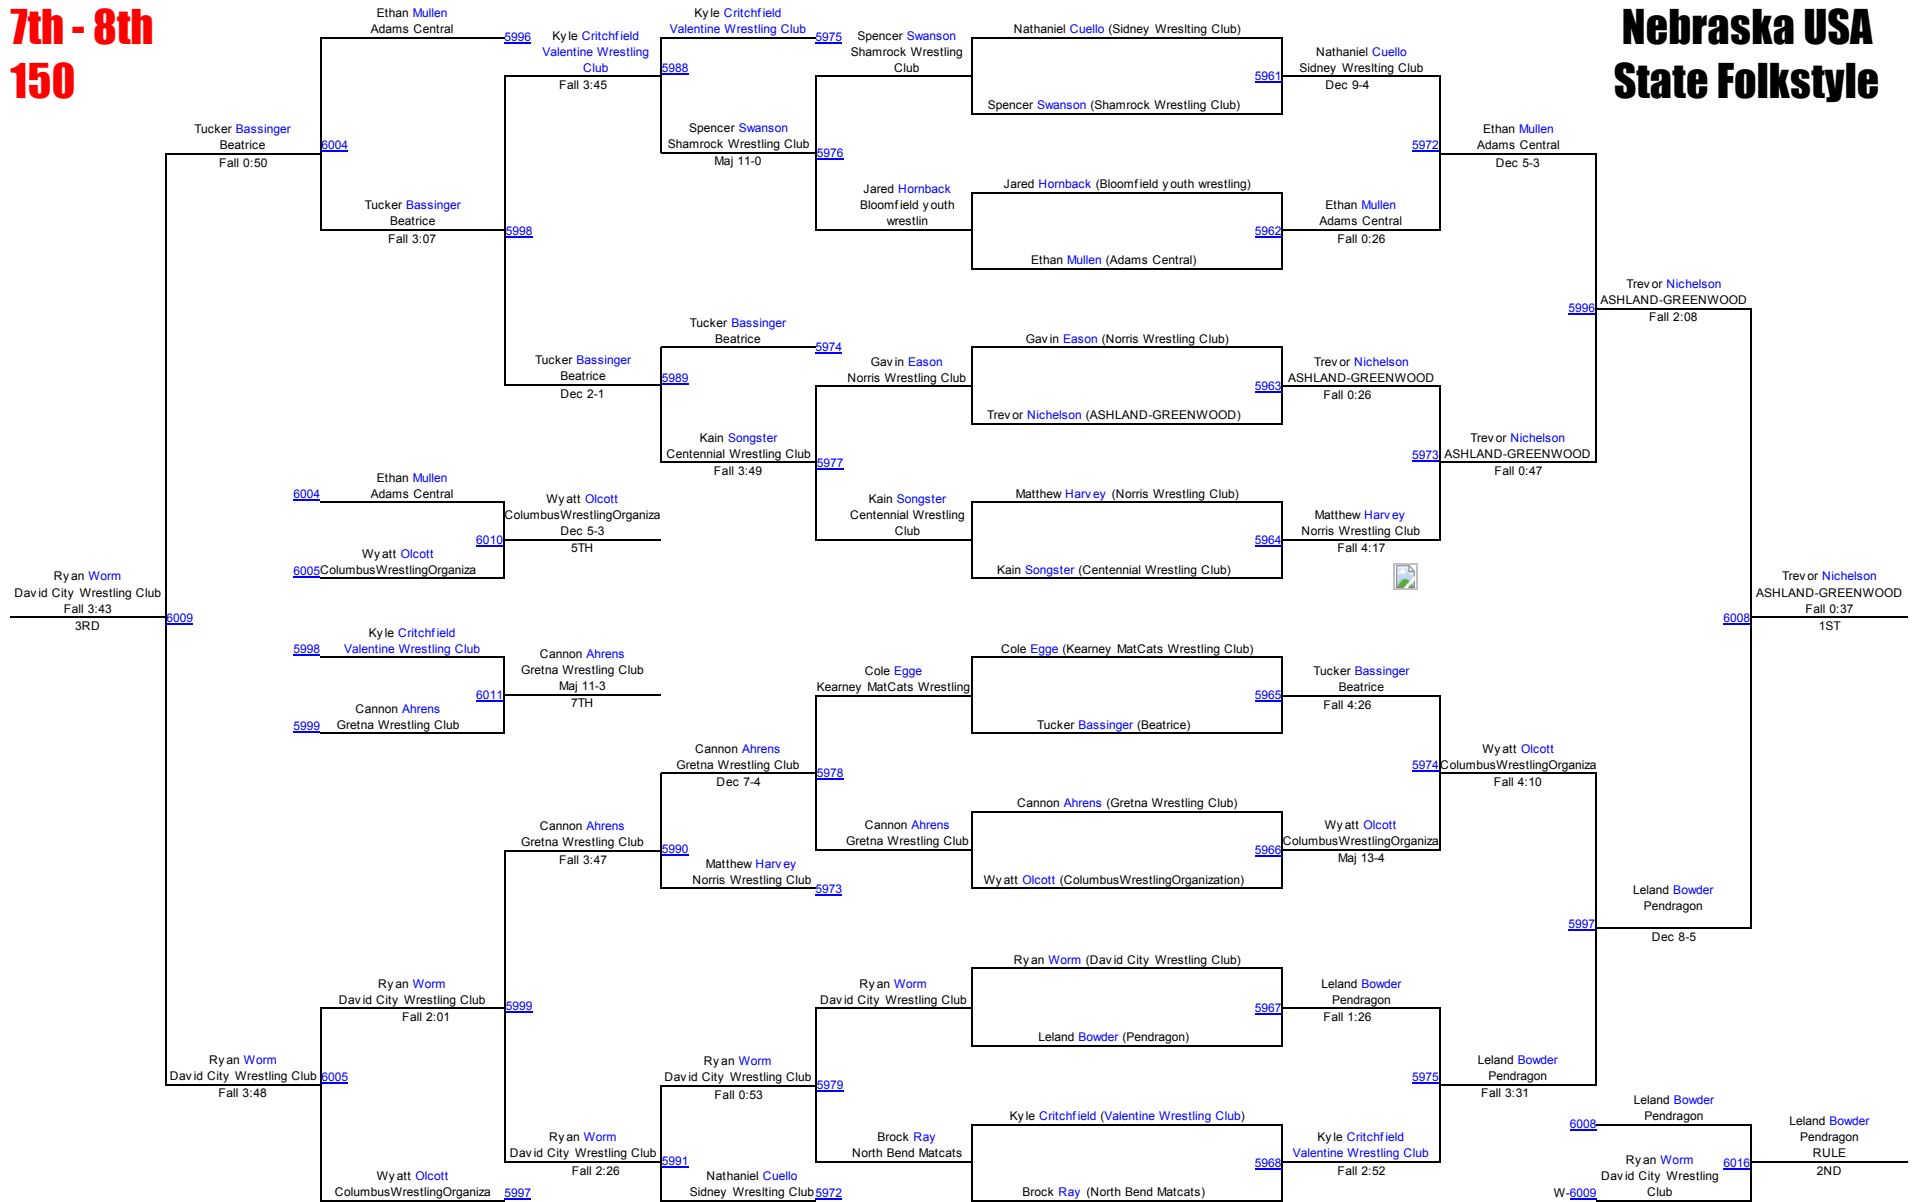 7th - 8th
150
Nebraska USA
State Folkstyle
Ethan Mullen
Adams Central
5996
Kyle Critchfield
Valentine Wrestling
Club
5988
Fall 3:45
Kyle Critchfield
Valentine Wrestling Club
5975
Spencer Swanson
Shamrock Wrestling
Club
Nathaniel Cuello (Sidney Wreslting Club)
5961
Spencer Swanson (Shamrock Wrestling Club)
Nathaniel Cuello
Sidney Wreslting Club
Dec 9-4
Tucker Bassinger
Beatrice
6004
Fall 0:50
Spencer Swanson
Shamrock Wrestling Club
5976
Maj 11-0
5972
Ethan Mullen
Adams Central
Dec 5-3
Tucker Bassinger
Beatrice
5998
Fall 3:07
Jared Hornback
Bloomfield youth
wrestlin
Jared Hornback (Bloomfield youth wrestling)
5962
Ethan Mullen (Adams Central)
Ethan Mullen
Adams Central
Fall 0:26
5996
Trevor Nichelson
ASHLAND-GREENWOOD
Fall 2:08
Tucker Bassinger
Beatrice
5974
Gavin Eason
Norris Wrestling Club
Gavin Eason (Norris Wrestling Club)
5963
Trevor Nichelson (ASHLAND-GREENWOOD)
Trevor Nichelson
ASHLAND-GREENWOOD
Fall 0:26
Tucker Bassinger
Beatrice
5989
Dec 2-1
Kain Songster
Centennial Wrestling Club
5977
Fall 3:49
5973
Trevor Nichelson
ASHLAND-GREENWOOD
Fall 0:47
6004
Ethan Mullen
Adams Central
Wyatt Olcott
ColumbusWrestlingOrganiza
Dec 5-3
6010
5TH
Wyatt Olcott
6005
ColumbusWrestlingOrganiza
Kain Songster
Centennial Wrestling
Club
Matthew Harvey (Norris Wrestling Club)
5964
Kain Songster (Centennial Wrestling Club)
Matthew Harvey
Norris Wrestling Club
Fall 4:17
Ryan Worm
David City Wrestling Club
Fall 3:43
6009
3RD
Trevor Nichelson
ASHLAND-GREENWOOD
Fall 0:37
6008
1ST
5998
Kyle Critchfield
Valentine Wrestling Club
Cannon Ahrens
Gretna Wrestling Club
Maj 11-3
6011
7TH
Cannon Ahrens
5999
Gretna Wrestling Club
Cole Egge
Kearney MatCats Wrestling
Cole Egge (Kearney MatCats Wrestling Club)
5965
Tucker Bassinger (Beatrice)
Tucker Bassinger
Beatrice
Fall 4:26
Cannon Ahrens
Gretna Wrestling Club
5978
Dec 7-4
5974
Wyatt Olcott
ColumbusWrestlingOrganiza
Fall 4:10
Cannon Ahrens
Gretna Wrestling Club
5990
Fall 3:47
Cannon Ahrens
Gretna Wrestling Club
Cannon Ahrens (Gretna Wrestling Club)
5966
Wyatt Olcott (ColumbusWrestlingOrganization)
Wyatt Olcott
ColumbusWrestlingOrganiza
Maj 13-4
Matthew Harvey
Norris Wrestling Club
5973
5997
Leland Bowder
Pendragon
Dec 8-5
Ryan Worm
David City Wrestling Club
5999
Fall 2:01
Ryan Worm
David City Wrestling Club
Ryan Worm (David City Wrestling Club)
5967
Leland Bowder (Pendragon)
Leland Bowder
Pendragon
Fall 1:26
Ryan Worm
David City Wrestling Club
6005
Fall 3:48
Ryan Worm
David City Wrestling Club
5979
Fall 0:53
5975
Leland Bowder
Pendragon
Fall 3:31
Ryan Worm
David City Wrestling Club
5991
Fall 2:26
Brock Ray
North Bend Matcats
Kyle Critchfield (Valentine Wrestling Club)
5968
Brock Ray (North Bend Matcats)
Kyle Critchfield
Valentine Wrestling Club
Fall 2:52
Leland Bowder
Pendragon
6008
Leland Bowder
Pendragon
RULE
6016
2ND
Ryan Worm
David City Wrestling
Club
W-6009
Wyatt Olcott
ColumbusWrestlingOrganiza
5997
Nathaniel Cuello
Sidney Wreslting Club
5972